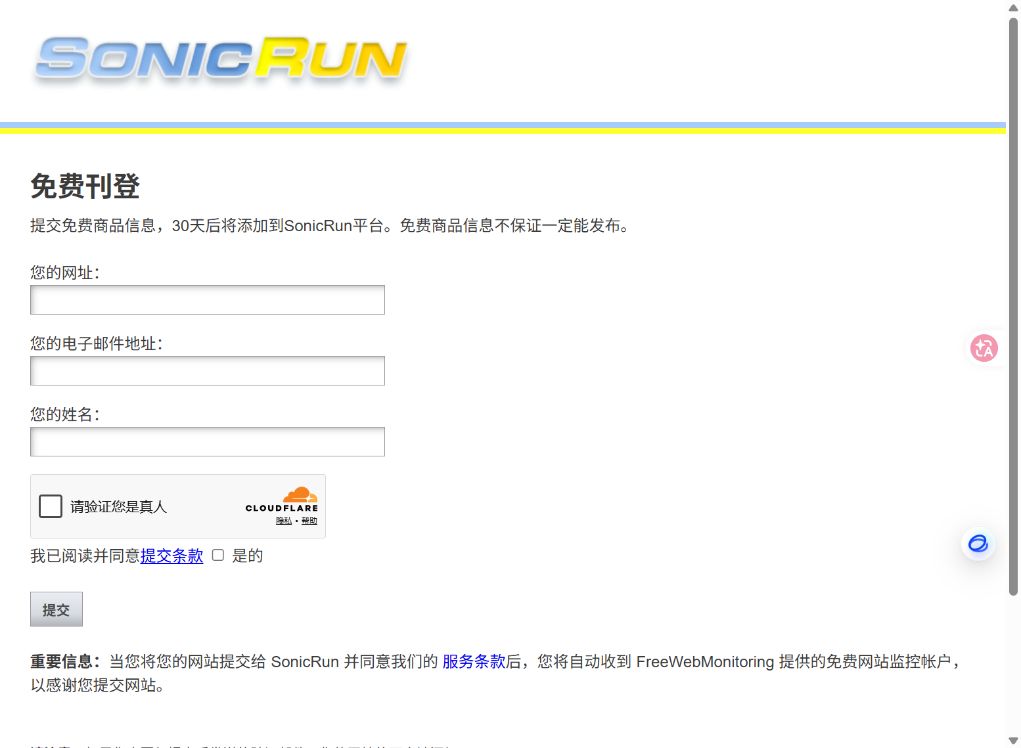 SonicRun
免费刊登
提交免费商品信息，30天后将添加到SonicRun平台。免费商品信息不保证一定能发布。
您的网址：
您的电子邮件地址：
您的姓名：
请验证您是真人
CLOUDFLARE
隐私 • 帮助
我已阅读并同意提交条款 是的
提交
重要信息：当您将您的网站提交给 SonicRun 并同意我们的 服务条款后，您将自动收到 FreeWebMonitoring 提供的免费网站监控帐户，
以感谢您提交网站。